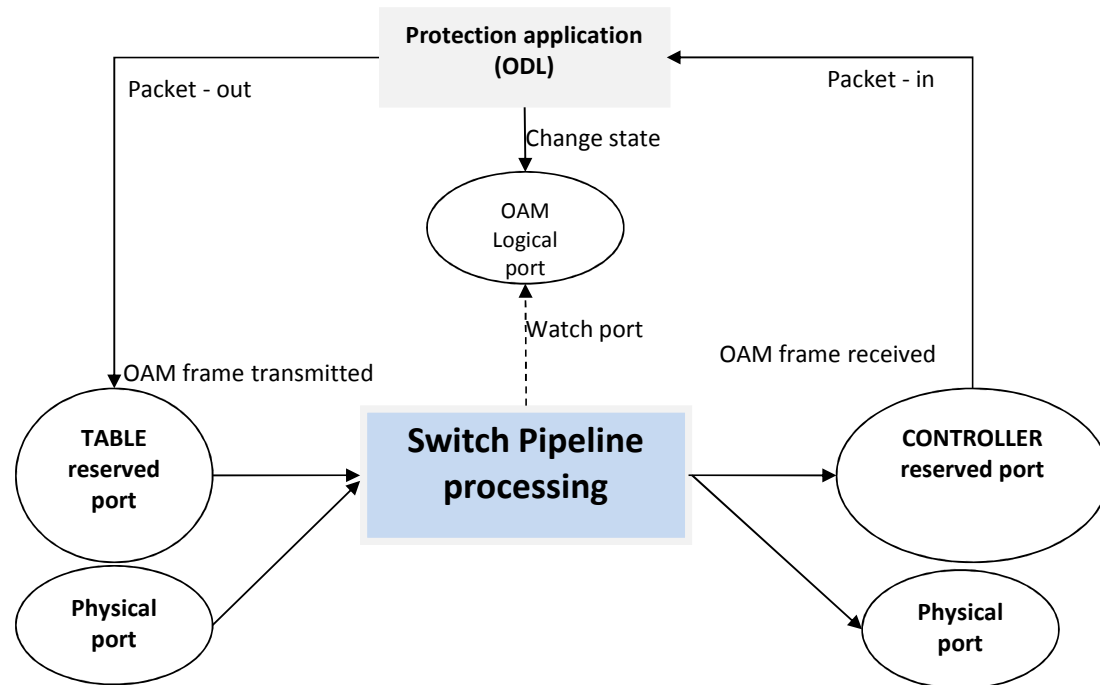 Protection application
(ODL)
Packet - out
Packet - in
Change state
OAM
Logical
port
Watch port
OAM frame transmitted
OAM frame received
TABLE
reserved
port
Switch Pipeline
processing
CONTROLLER
reserved port
Physical
port
Physical
port